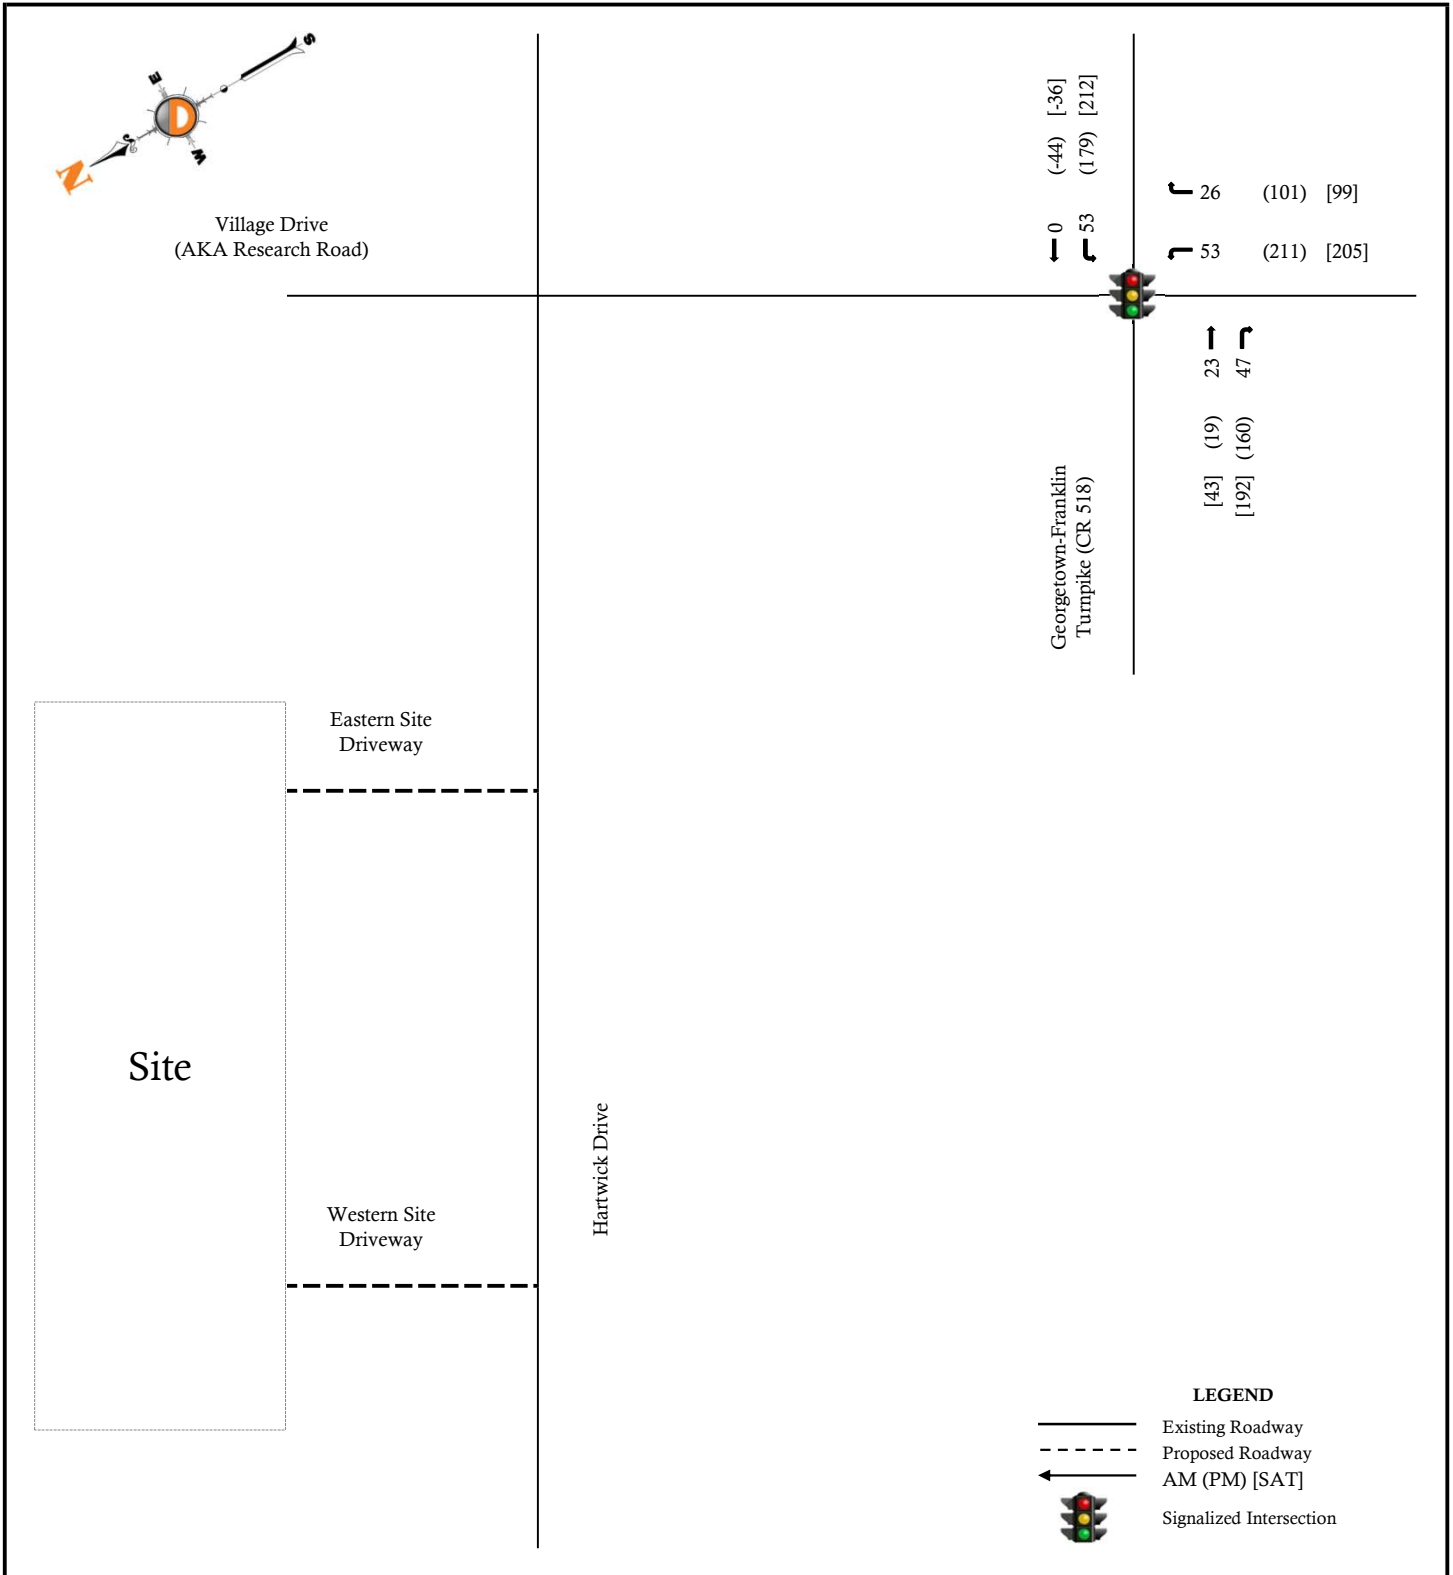 S
E
D
W
N
Village Drive
(AKA Research Road)
0 (-44) [-36]
53 (179) [212]
26 (101) [99]
53 (211) [205]
[43] (19) 23
[192] (160) 47
Georgetown-Franklin
Turnpike (CR 518)
Eastern Site
Driveway
Site
Hartwick Drive
Western Site
Driveway
LEGEND
Existing Roadway
Proposed Roadway
AM (PM) [SAT]
Signalized Intersection